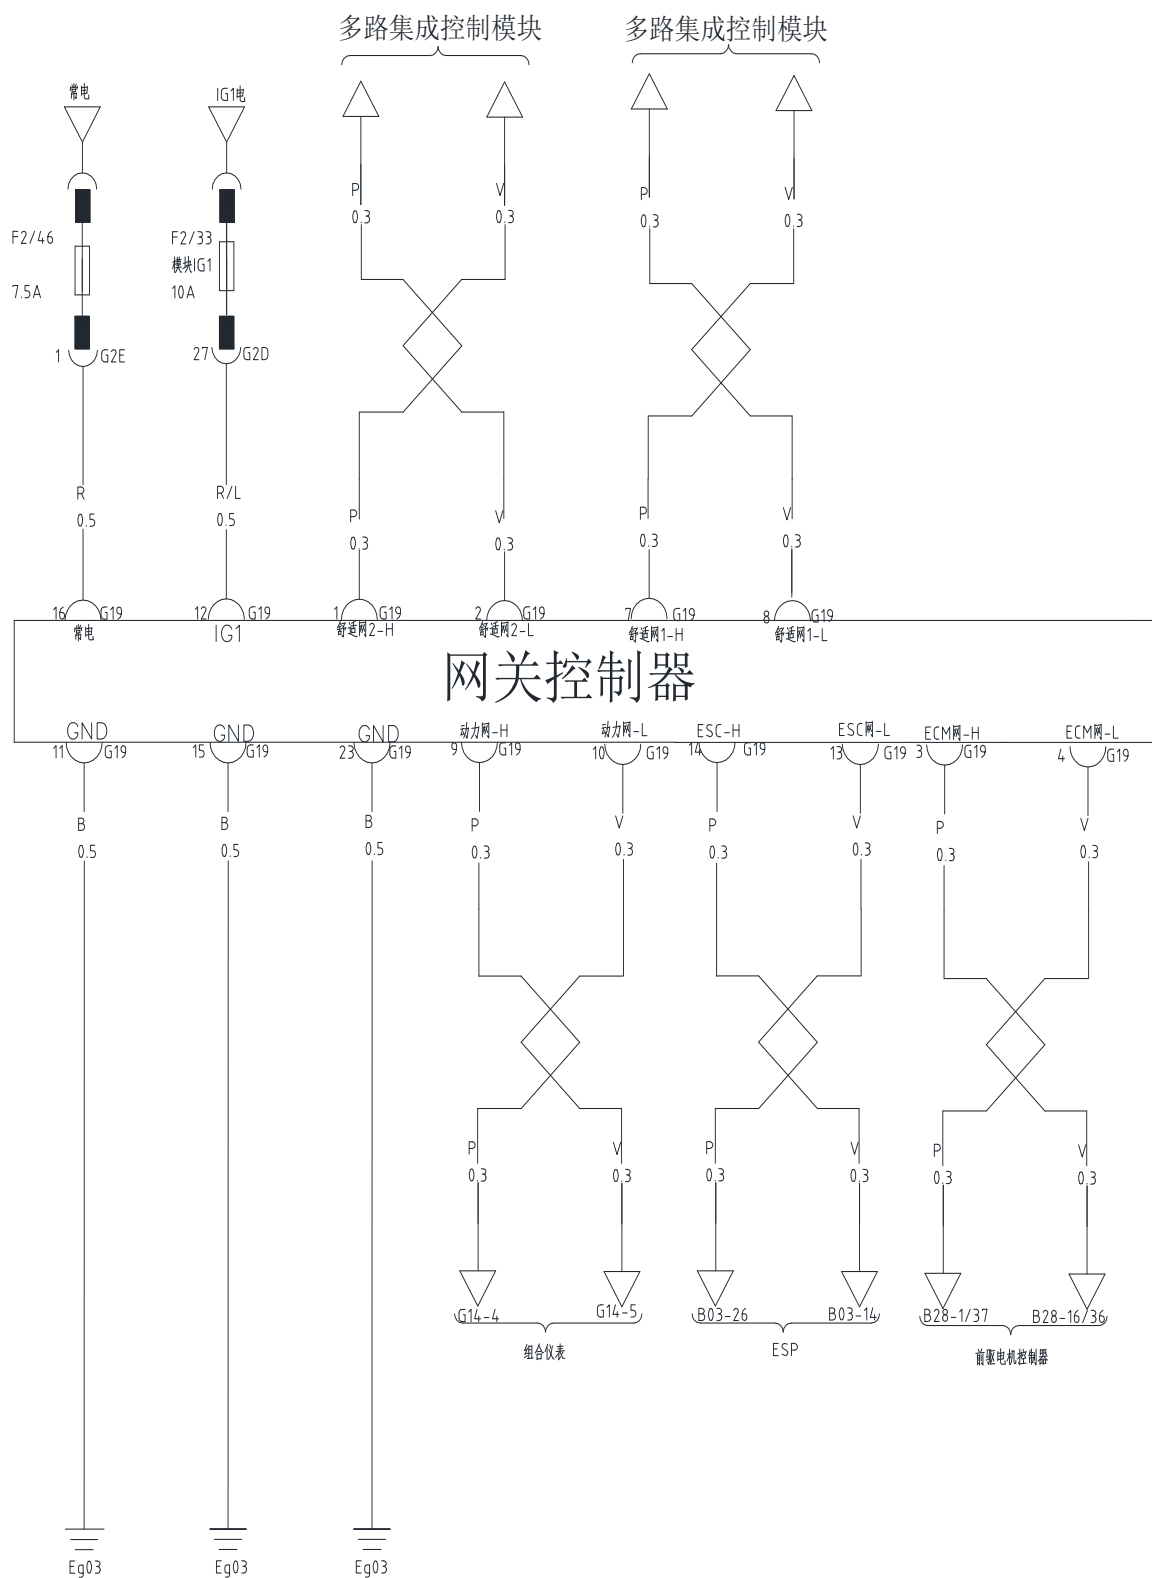 多路集成控制模块 多路集成控制模块
常电 IG1电
P V P V
0.3 0.3 0.3 0.3
F2/46 F2/33
模块IG1
7.5A 10A
1 G2E 27 G2D
R R/L
0.5 0.5
P V P V
0.3 0.3 0.3 0.3
16 G19 12 G19 1 G19 2 G19 7 G19 8 G19
常电 IG1 舒适网2-H 舒适网2-L 舒适网1-H 舒适网1-L
网关控制器
GND GND GND 动力网-H 动力网-L ESC-H ESC网-L ECM网-H ECM网-L
11 G19 15 G19 23 G19 9 G19 10 G19 14 G19 13 G19 3 G19 4 G19
B B B P V P V P V
0.5 0.5 0.5 0.3 0.3 0.3 0.3 0.3 0.3
P V P V P V
0.3 0.3 0.3 0.3 0.3 0.3
G14-4 G14-5 B03-26 B03-14 B28-1/37 B28-16/36
组合仪表 ESP 前驱电机控制器
Eg03 Eg03 Eg03